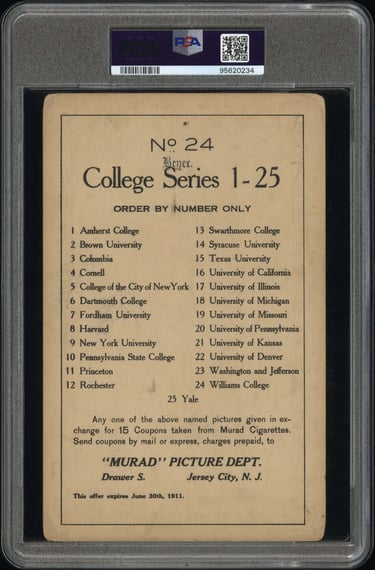 PSA
95620234
No 24
College Series 1-25
ORDER BY NUMBER ONLY
1 Amherst College
2 Brown University
3 Columbia
4 Cornell
5 College of the City of New York
6 Dartmouth College
7 Fordham University
8 Harvard
9 New York University
10 Pennsylvania State College
11 Princeton
12 Rochester
13 Swarthmore College
14 Syracuse University
15 Texas University
16 University of California
17 University of Illinois
18 University of Michigan
19 University of Missouri
20 University of Pennsylvania
21 University of Kansas
22 University of Denver
23 Washington and Jefferson
24 Williams College
25 Yale
Any one of the above named pictures given in ex-
change for 15 Coupons taken from Murad Cigarettes.
Send coupons by mail or express, charges prepaid, to
"MURAD" PICTURE DEPT.
Drawer S. Jersey City, N. J.
This offer expires June 30th, 1911.